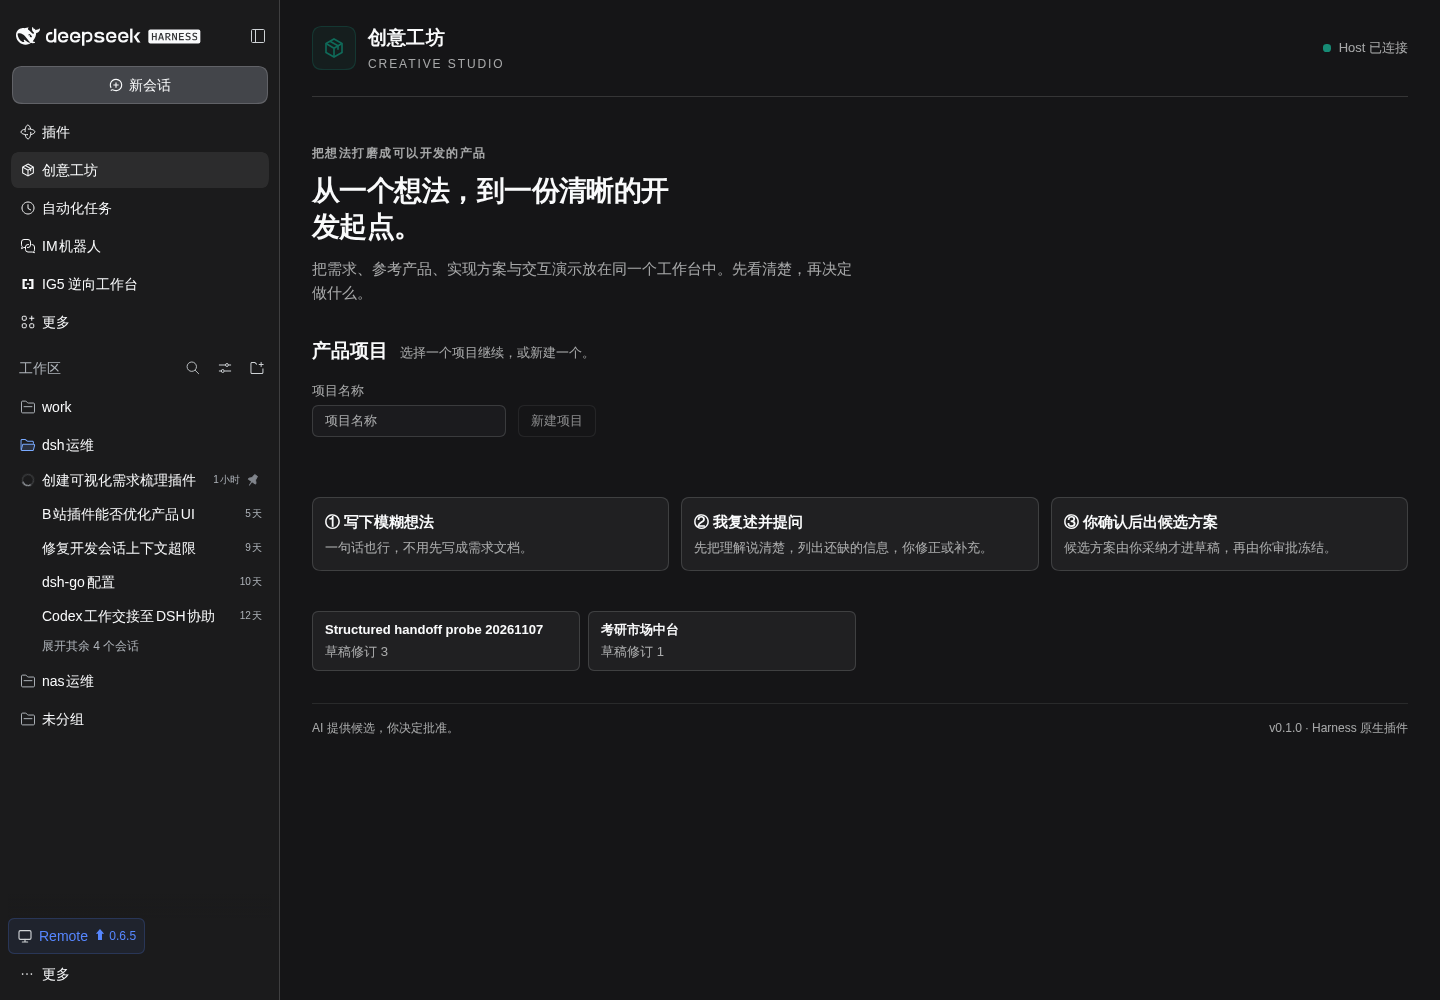 deepseek HARNESS
新会话
插件
创意工坊
自动化任务
IM机器人
IG5 逆向工作台
更多
工作区
work
dsh运维
创建可视化需求梳理插件 1小时
B站插件能否优化产品UI 5天
修复开发会话上下文超限 9天
dsh-go配置 10天
Codex工作交接至DSH协助 12天
展开其余 4 个会话
nas运维
未分组
Remote 0.6.5
更多
创意工坊
CREATIVE STUDIO
Host 已连接
把想法打磨成可以开发的产品
从一个想法，到一份清晰的开
发起点。
把需求、参考产品、实现方案与交互演示放在同一个工作台中。先看清楚，再决定
做什么。
产品项目 选择一个项目继续，或新建一个。
项目名称
项目名称 新建项目
① 写下模糊想法
一句话也行，不用先写成需求文档。
② 我复述并提问
先把理解说清楚，列出还缺的信息，你修正或补充。
③ 你确认后出候选方案
候选方案由你采纳才进草稿，再由你审批冻结。
Structured handoff probe 20261107
草稿修订 3
考研市场中台
草稿修订 1
AI 提供候选，你决定批准。
v0.1.0 · Harness 原生插件